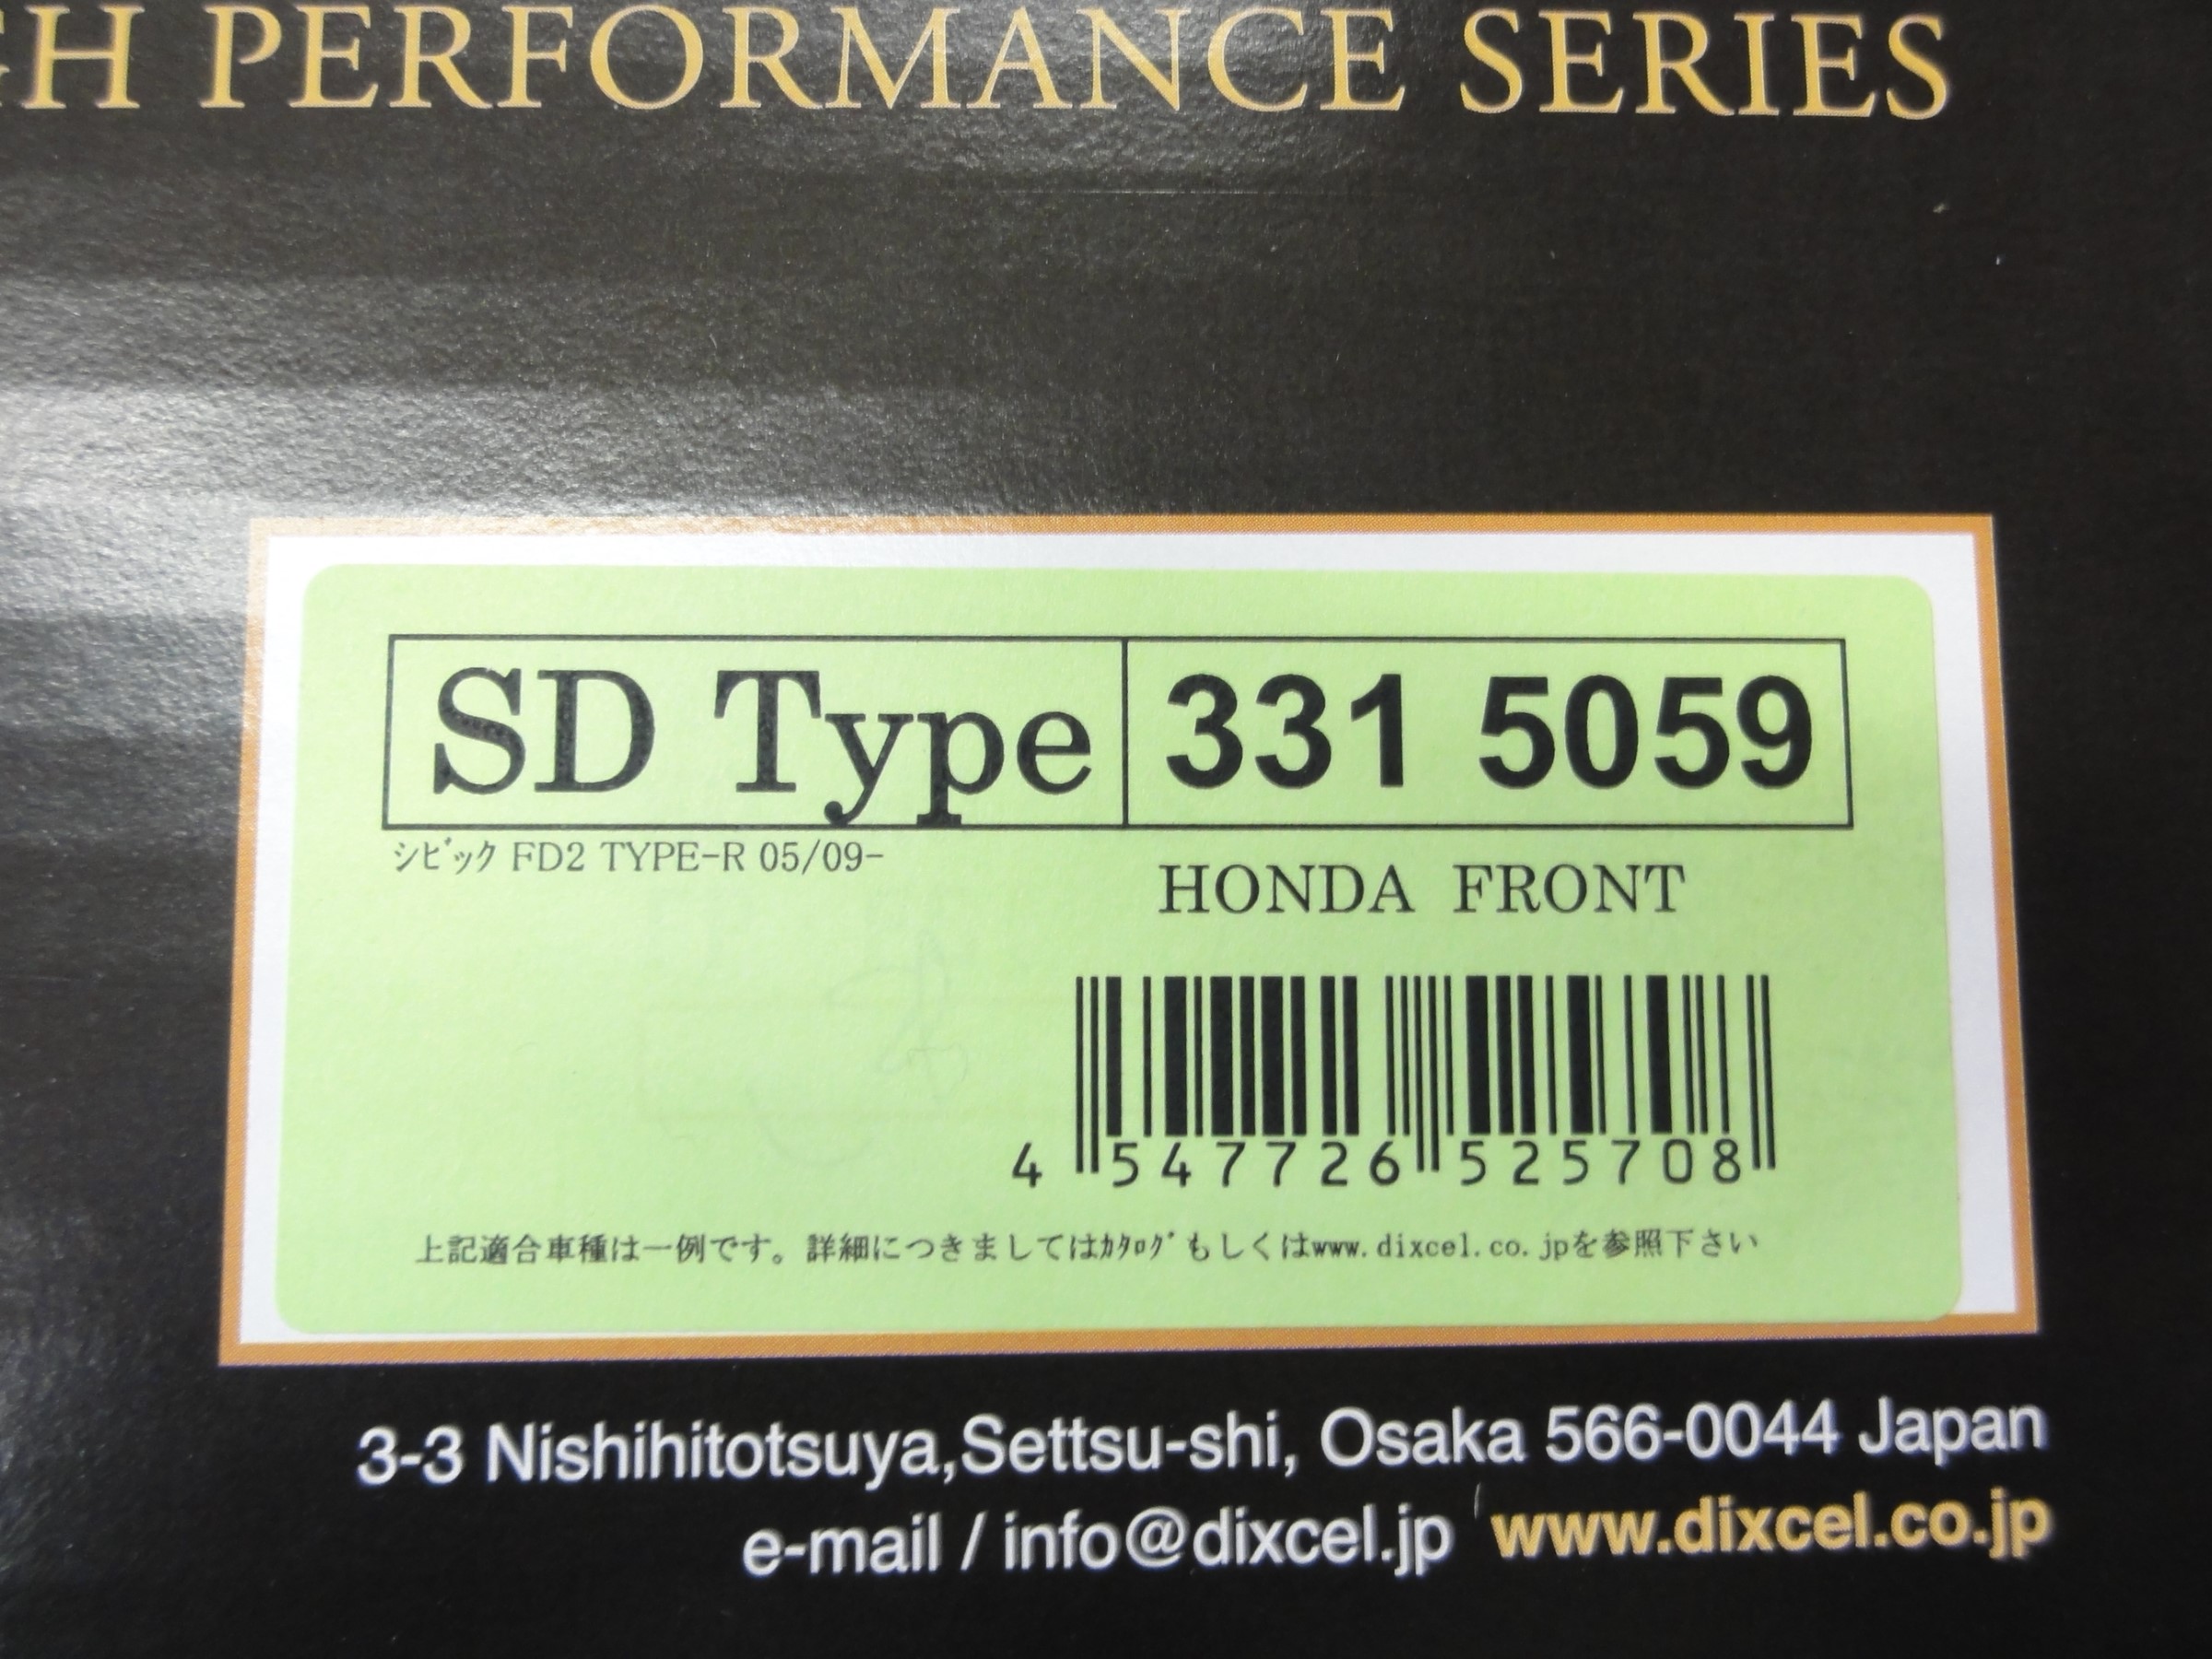 GH PERFORMANCE SERIES
SD Type 331 5059
ｼﾋﾞｯｸ FD2 TYPE-R 05/09-
HONDA FRONT
4 547726 525708
上記適合車種は一例です。詳細につきましてはｶﾀﾛｸﾞもしくはwww.dixcel.co.jpを参照下さい
3-3 Nishihitotsuya,Settsu-shi, Osaka 566-0044 Japan
e-mail / info@dixcel.jp www.dixcel.co.jp